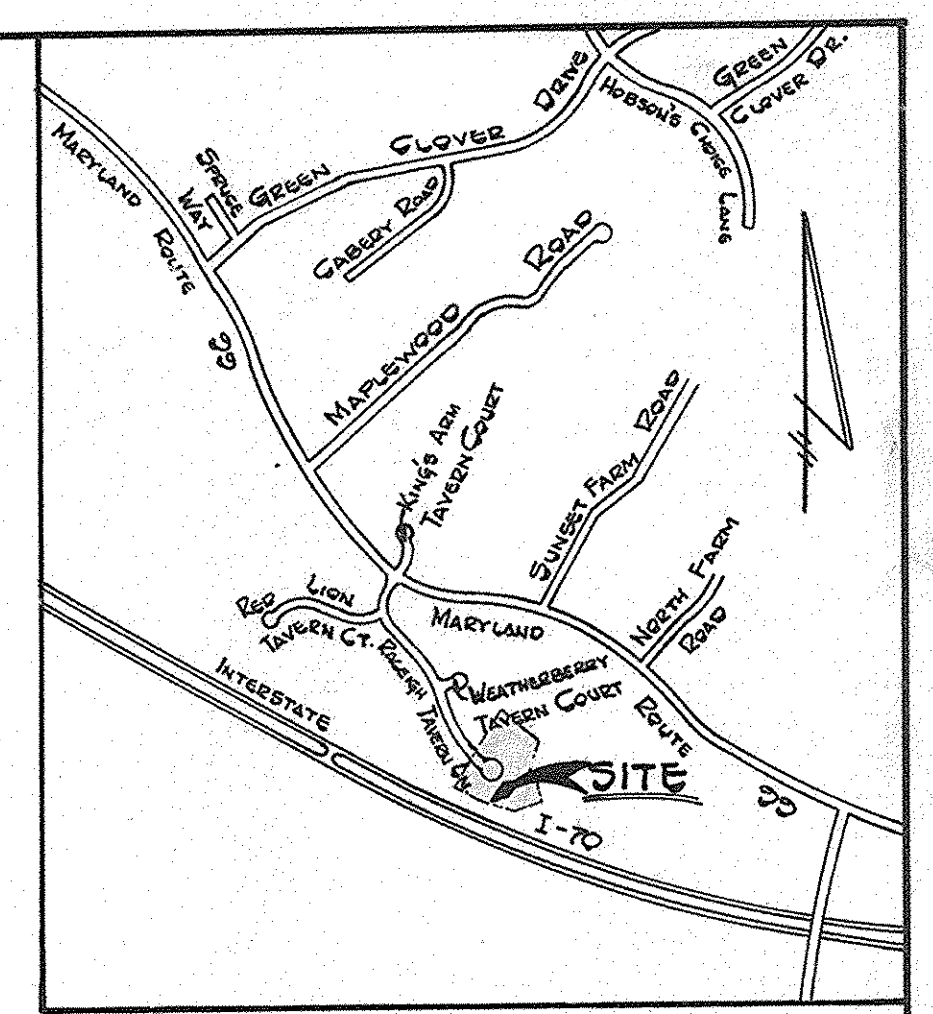 MARYLAND
ROUTE
99
SPRUCE
WAY
GREEN
CLOVER
DRIVE
HOBSON'S CHOICE LANE
GREEN
CLOVER DR.
CABERY ROAD
MAPLEWOOD
ROAD
KING'S ARM
TAVERN COURT
SUNSET FARM
ROAD
NORTH FARM
ROAD
RED LION
TAVERN CT.
MARYLAND
ROUTE
99
RALEIGH TAVERN LN.
WEATHERBERRY
TAVERN COURT
INTERSTATE
I-70
SITE